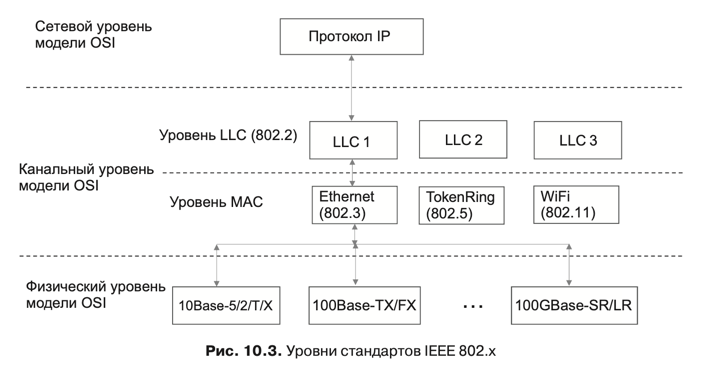 Сетевой уровень
модели OSI
Протокол IP
Уровень LLC (802.2)
LLC 1
LLC 2
LLC 3
Канальный уровень
модели OSI
Уровень MAC
Ethernet
(802.3)
TokenRing
(802.5)
WiFi
(802.11)
Физический уровень
модели OSI
10Base-5/2/T/X
100Base-TX/FX
...
100GBase-SR/LR
Рис. 10.3. Уровни стандартов IEEE 802.x